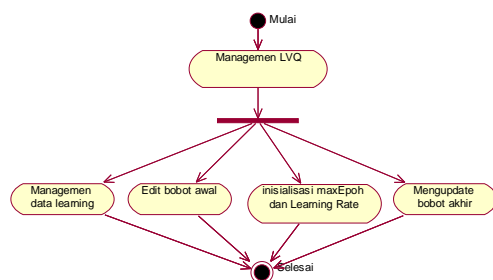 Mulai
Managemen LVQ
Managemen
data learning
Edit bobot awal
inisialisasi maxEpoh
dan Learning Rate
Mengupdate
bobot akhir
Selesai